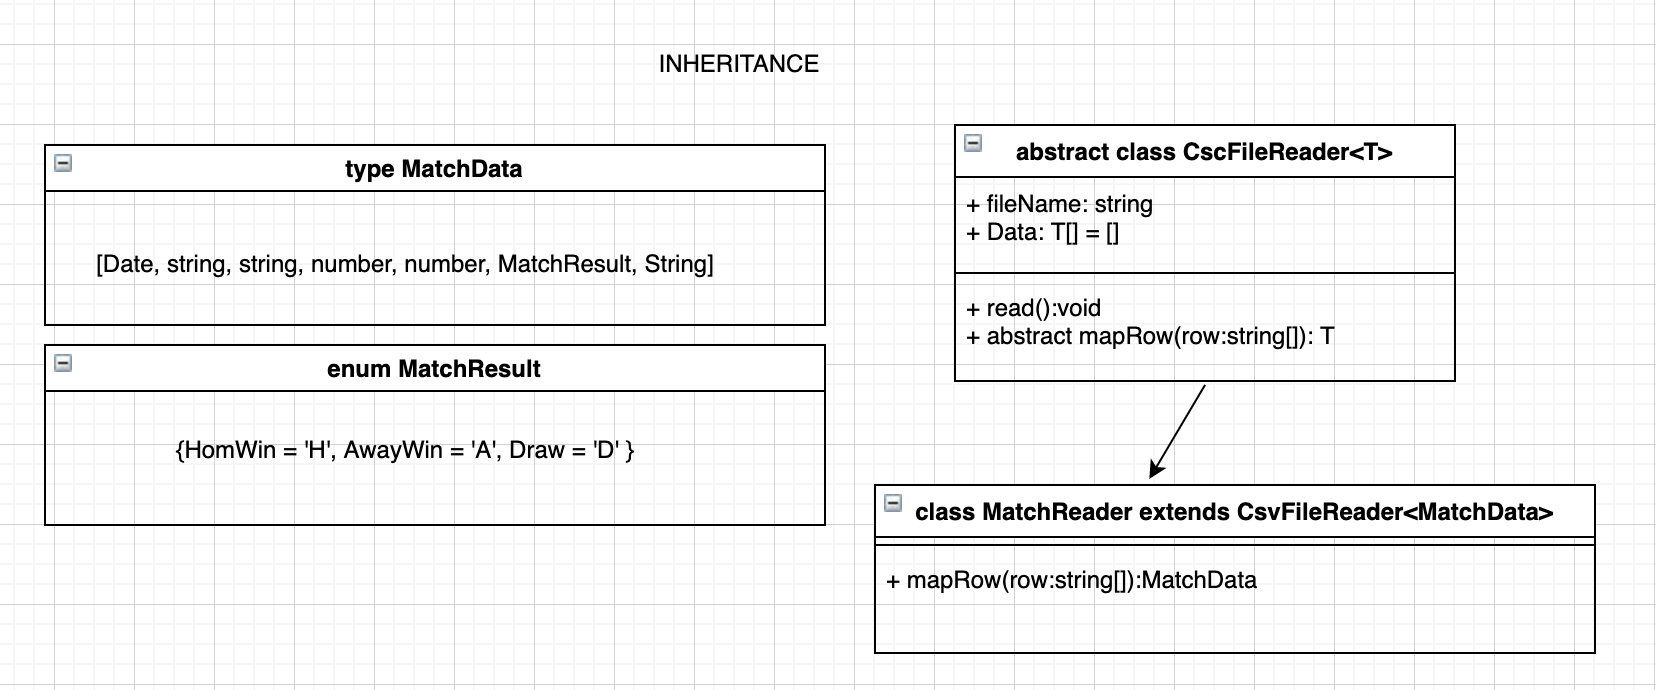 INHERITANCE
type MatchData
[Date, string, string, number, number, MatchResult, String]
enum MatchResult
{HomWin = 'H', AwayWin = 'A', Draw = 'D' }
abstract class CscFileReader<T>
+ fileName: string
+ Data: T[] = []
+ read():void
+ abstract mapRow(row:string[]): T
class MatchReader extends CsvFileReader<MatchData>
+ mapRow(row:string[]):MatchData